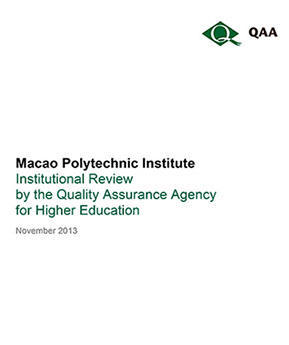 QAA
Macao Polytechnic Institute
Institutional Review
by the Quality Assurance Agency
for Higher Education
November 2013